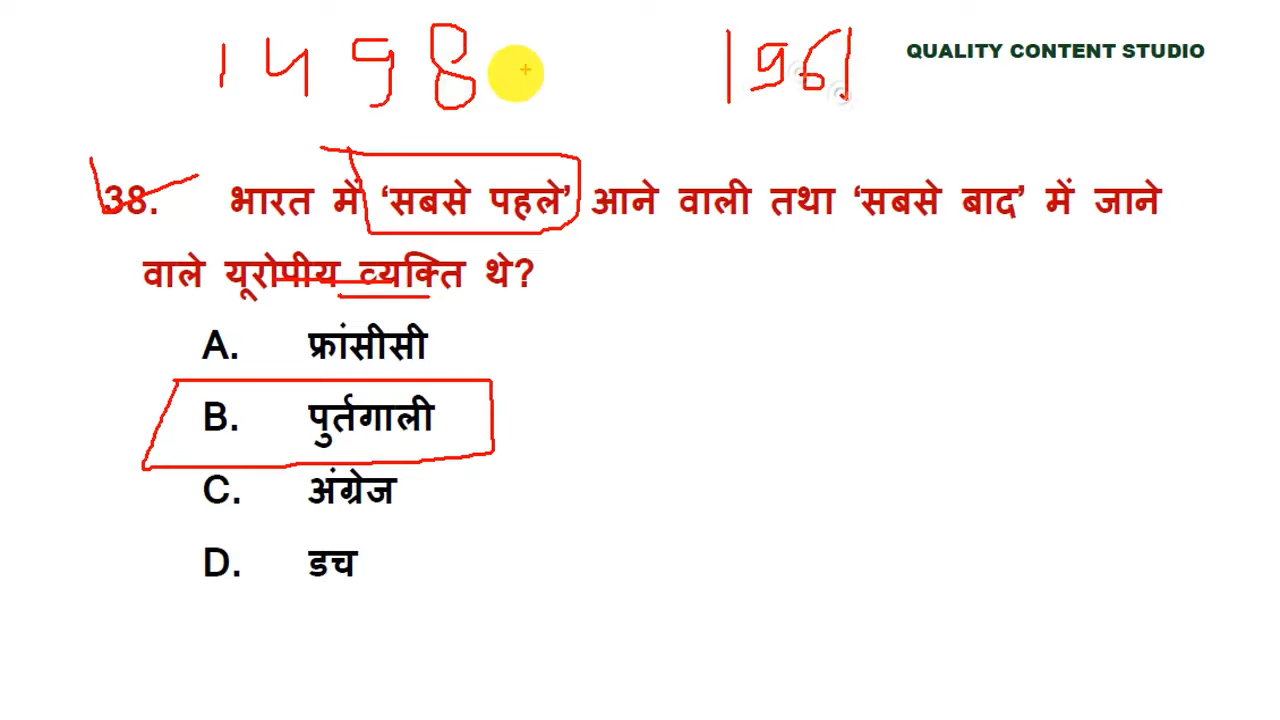 1498 1961 QUALITY CONTENT STUDIO
38. भारत में ‘सबसे पहले’ आने वाली तथा ‘सबसे बाद’ में जाने
वाले यूरोपीय व्यक्ति थे?
A. फ्रांसीसी
B. पुर्तगाली
C. अंग्रेज
D. डच